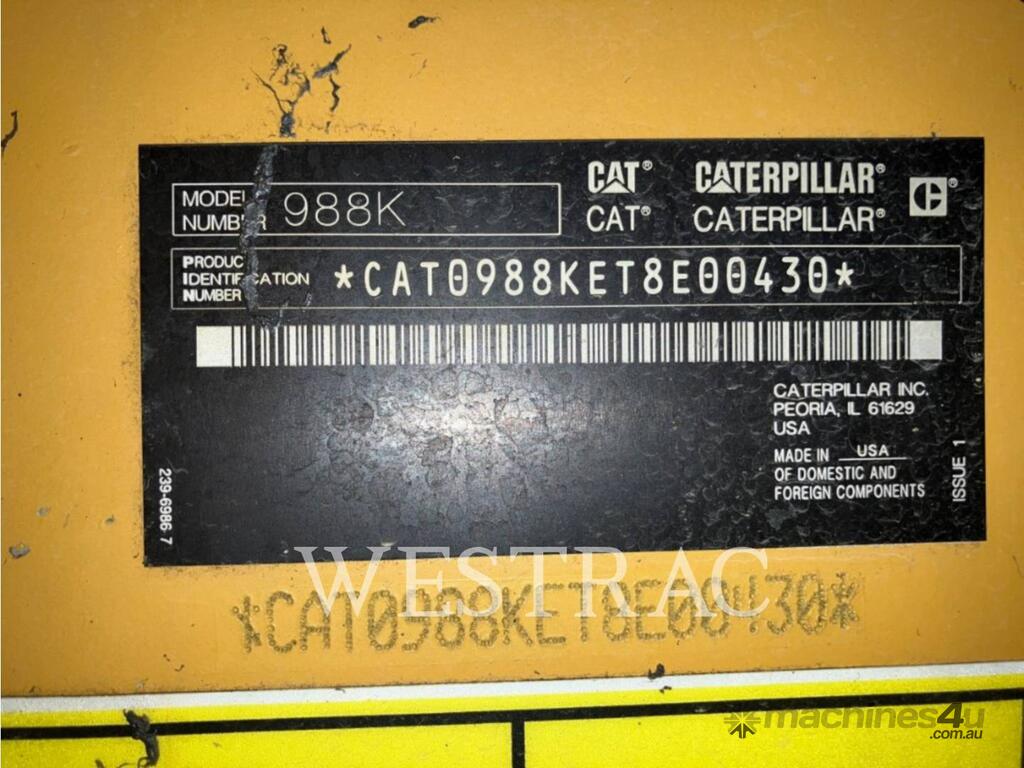 MODEL NUMBER 988K
CAT® CATERPILLAR® C®
CAT® CATERPILLAR®
PRODUCT
IDENTIFICATION
NUMBER
*CAT0988KET8E00430*
CATERPILLAR INC.
PEORIA, IL 61629
USA
MADE IN USA
OF DOMESTIC AND
FOREIGN COMPONENTS
239-6986 7
ISSUE 1
WESTRAC
*CAT0988KET8E00430*
machines4u
.com.au